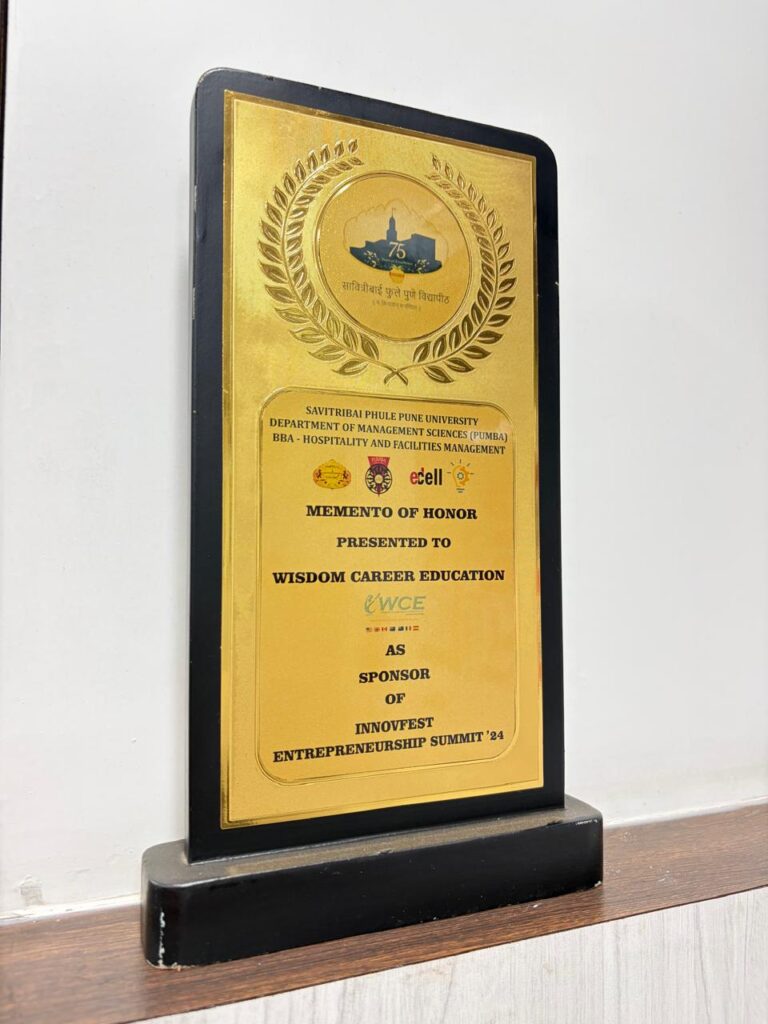 75
सावित्रीबाई फुले पुणे विद्यापीठ
SAVITRIBAI PHULE PUNE UNIVERSITY
DEPARTMENT OF MANAGEMENT SCIENCES (PUMBA)
BBA - HOSPITALITY AND FACILITIES MANAGEMENT
edcell
MEMENTO OF HONOR
PRESENTED TO
WISDOM CAREER EDUCATION
WCE
AS
SPONSOR
OF
INNOVFEST
ENTREPRENEURSHIP SUMMIT '24